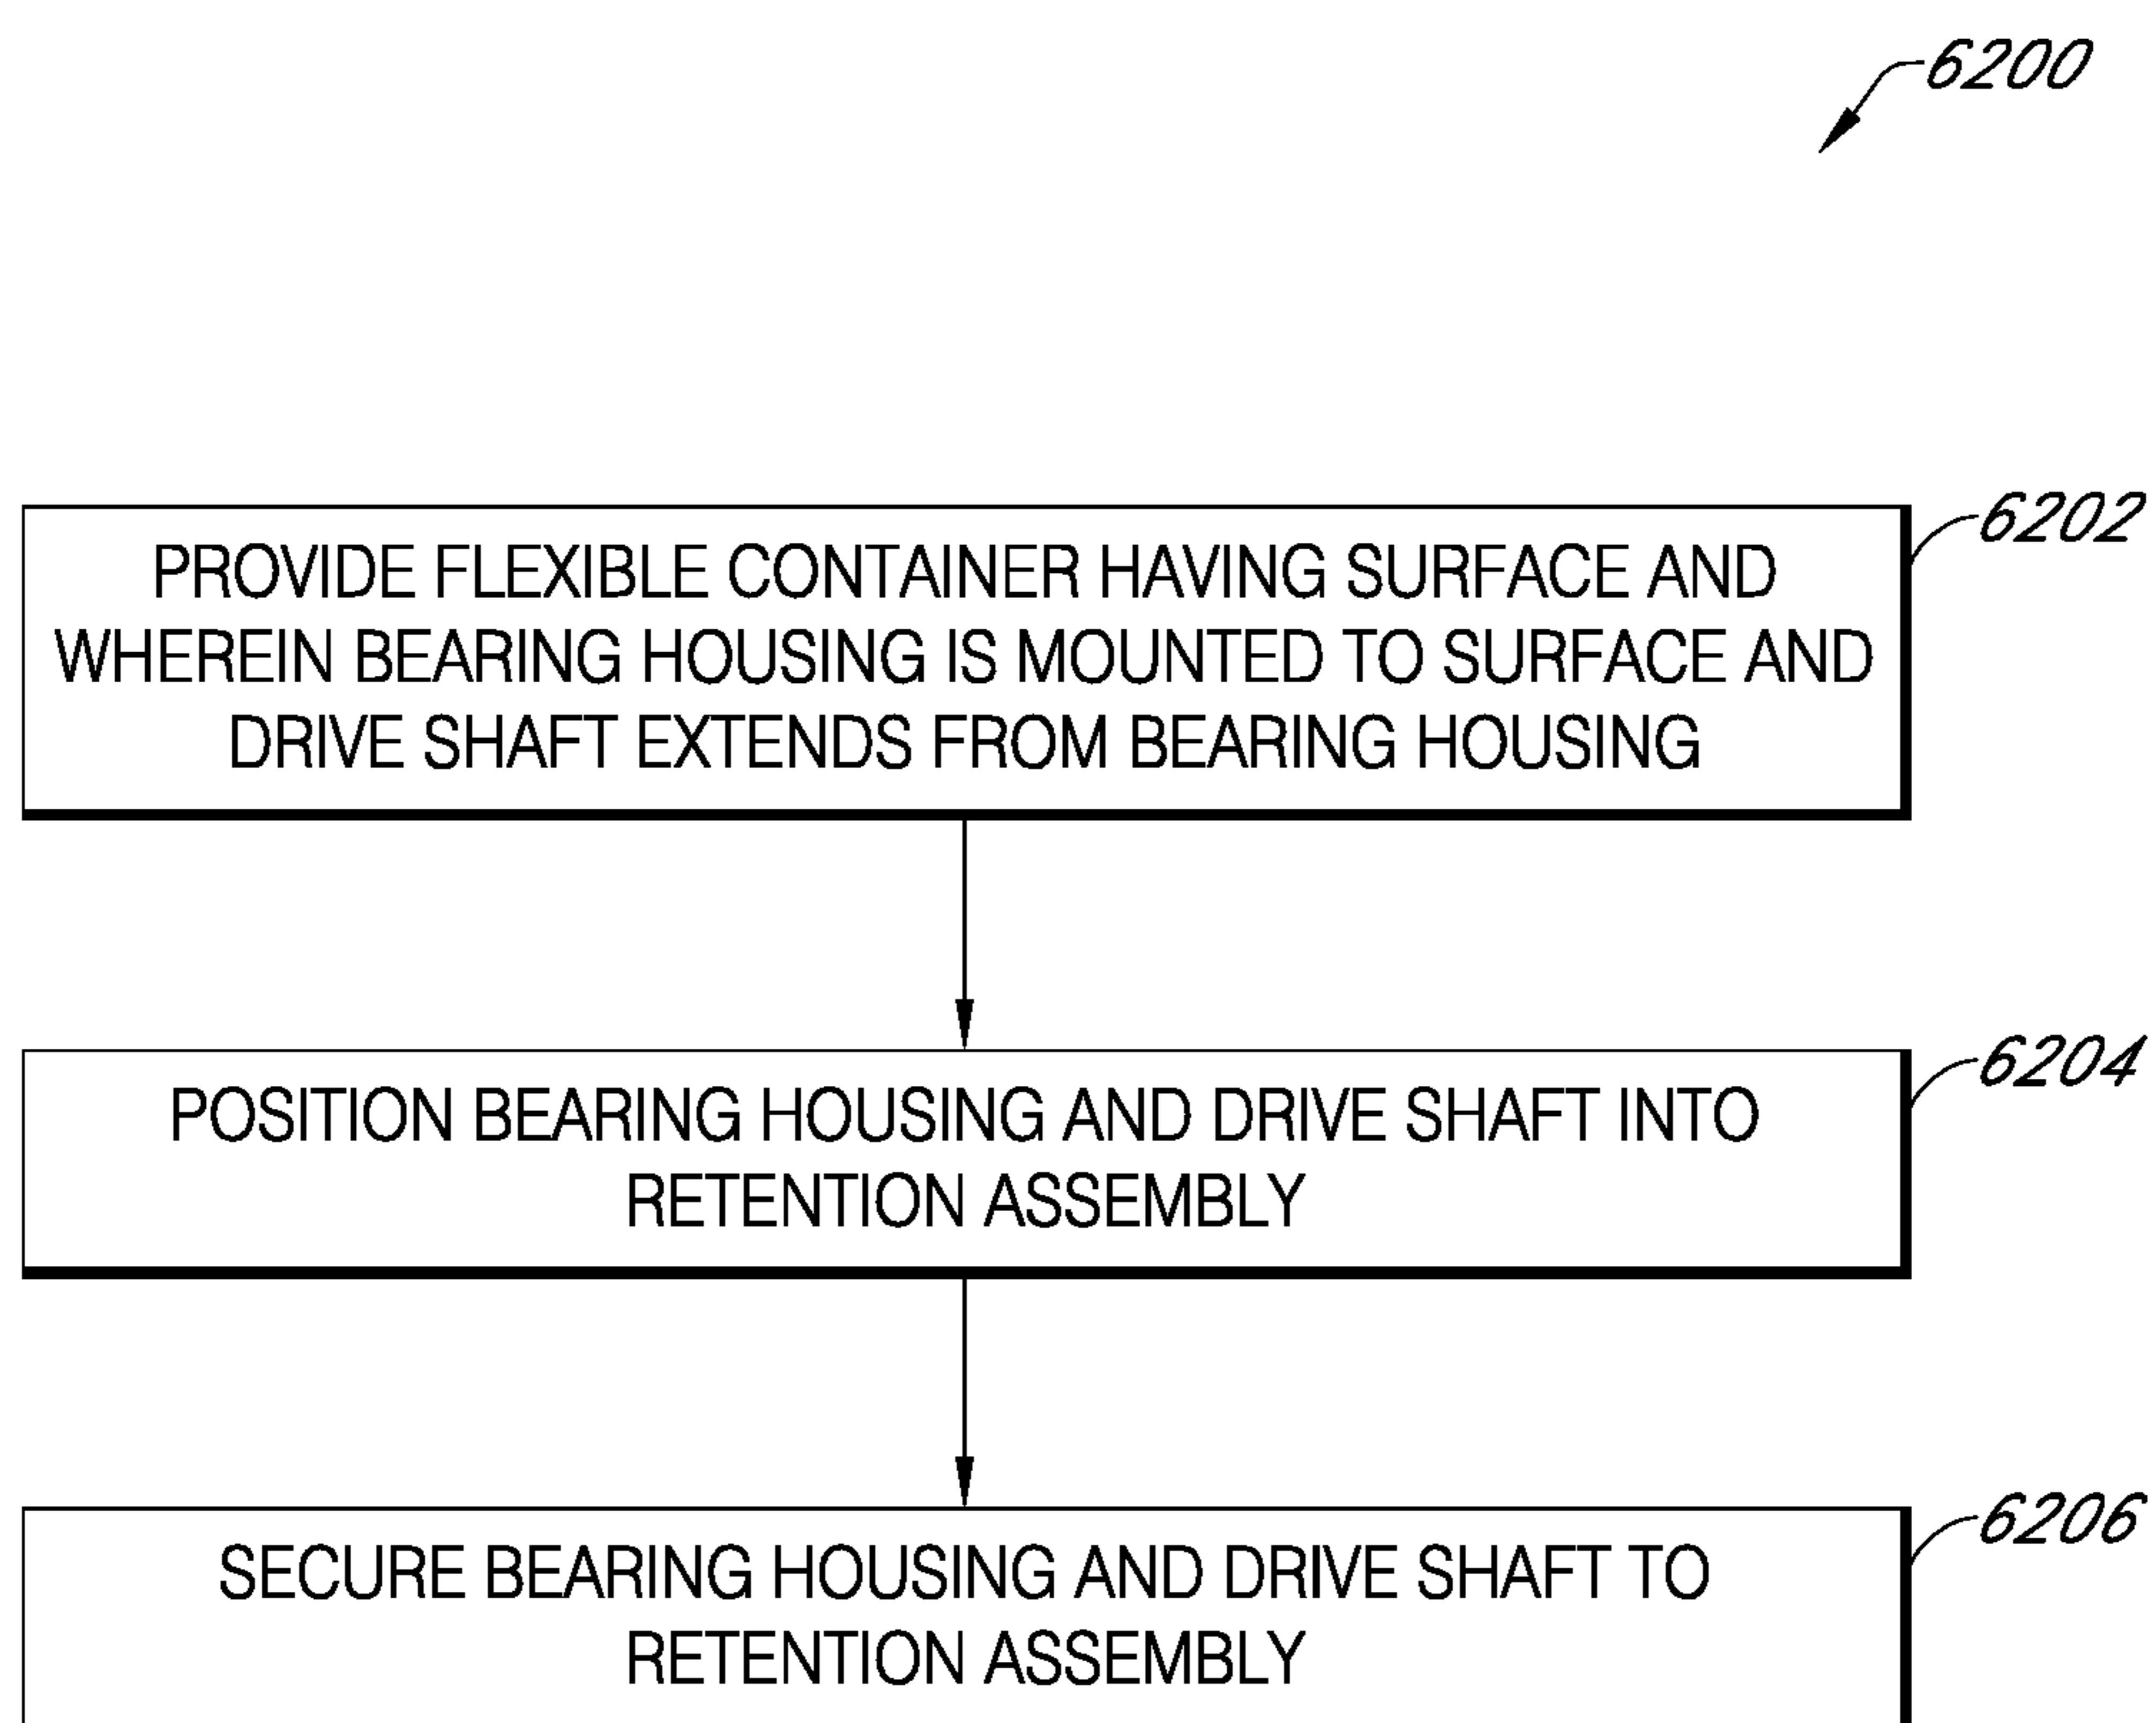 6200
6202
PROVIDE FLEXIBLE CONTAINER HAVING SURFACE AND
WHEREIN BEARING HOUSING IS MOUNTED TO SURFACE AND
DRIVE SHAFT EXTENDS FROM BEARING HOUSING
6204
POSITION BEARING HOUSING AND DRIVE SHAFT INTO
RETENTION ASSEMBLY
6206
SECURE BEARING HOUSING AND DRIVE SHAFT TO
RETENTION ASSEMBLY